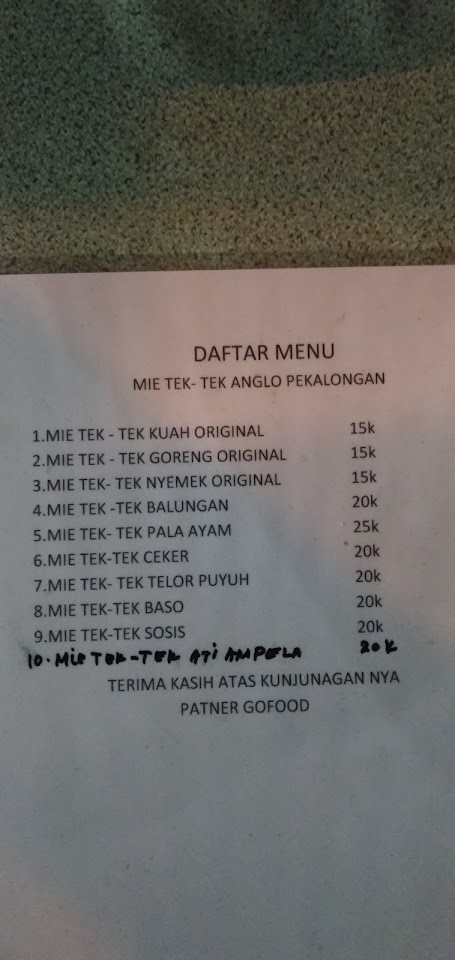 DAFTAR MENU
MIE TEK- TEK ANGLO PEKALONGAN
1.MIE TEK - TEK KUAH ORIGINAL 15k
2.MIE TEK - TEK GORENG ORIGINAL 15k
3.MIE TEK- TEK NYEMEK ORIGINAL 15k
4.MIE TEK -TEK BALUNGAN 20k
5.MIE TEK- TEK PALA AYAM 25k
6.MIE TEK-TEK CEKER 20k
7.MIE TEK- TEK TELOR PUYUH 20k
8.MIE TEK-TEK BASO 20k
9.MIE TEK-TEK SOSIS 20k
10. MIE TEK-TEK ATI AMPELA 20K
TERIMA KASIH ATAS KUNJUNAGAN NYA
PATNER GOFOOD